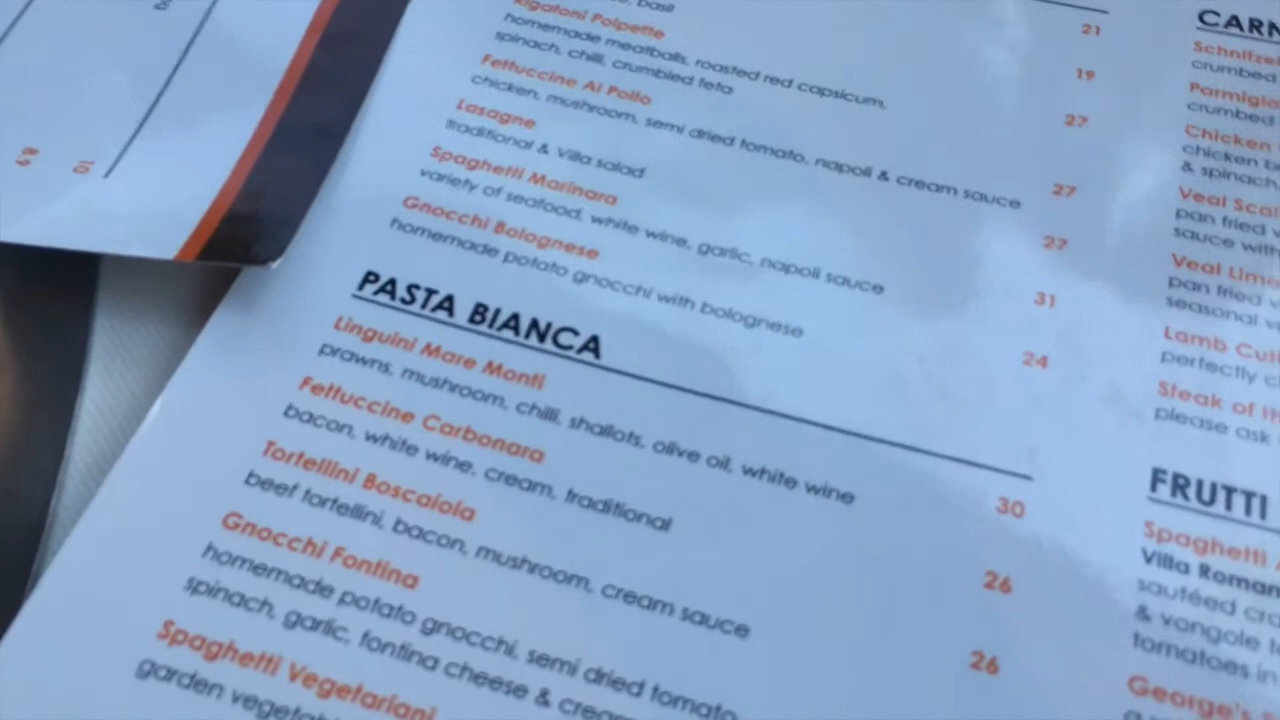 basil
21
Rigatoni Polpette
19
homemade meatballs, roasted red capsicum,
spinach, chilli, crumbled feta
27
Fettuccine Al Pollo
chicken, mushroom, semi dried tomato, napoli & cream sauce
27
Lasagne
traditional & Villa salad
27
Spaghetti Marinara
variety of seafood, white wine, garlic, napoli sauce
31
Gnocchi Bolognese
homemade potato gnocchi with bolognese
24
PASTA BIANCA
Linguini Mare Monti
prawns, mushroom, chilli, shallots, olive oil, white wine
30
Fettuccine Carbonara
bacon, white wine, cream, traditional
26
Tortellini Boscaiola
beef tortellini, bacon, mushroom, cream sauce
26
Gnocchi Fontina
homemade potato gnocchi, semi dried tomato
spinach, garlic, fontina cheese &
Spaghetti Vegetariani
garden
CARN
Schnitzel
crumbed
crumbed
Chicken
chicken
& spinach
Veal
pan fried
sauce with
Veal
pan fried
seasonal
Lamb
perfectly
Steak of
please ask
FRUTTI
Spaghetti
Villa Roman
sautéed
& vongole
tomatoes in
George's